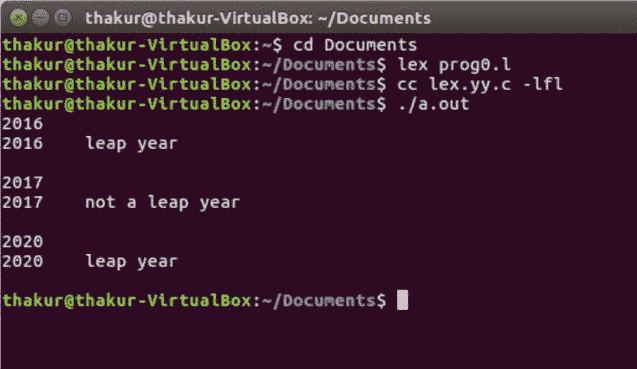 thakur@thakur-VirtualBox: ~/Documents
thakur@thakur-VirtualBox:~$ cd Documents
thakur@thakur-VirtualBox:~/Documents$ lex prog0.l
thakur@thakur-VirtualBox:~/Documents$ cc lex.yy.c -lfl
thakur@thakur-VirtualBox:~/Documents$ ./a.out
2016
2016    leap year
2017
2017    not a leap year
2020
2020    leap year
thakur@thakur-VirtualBox:~/Documents$